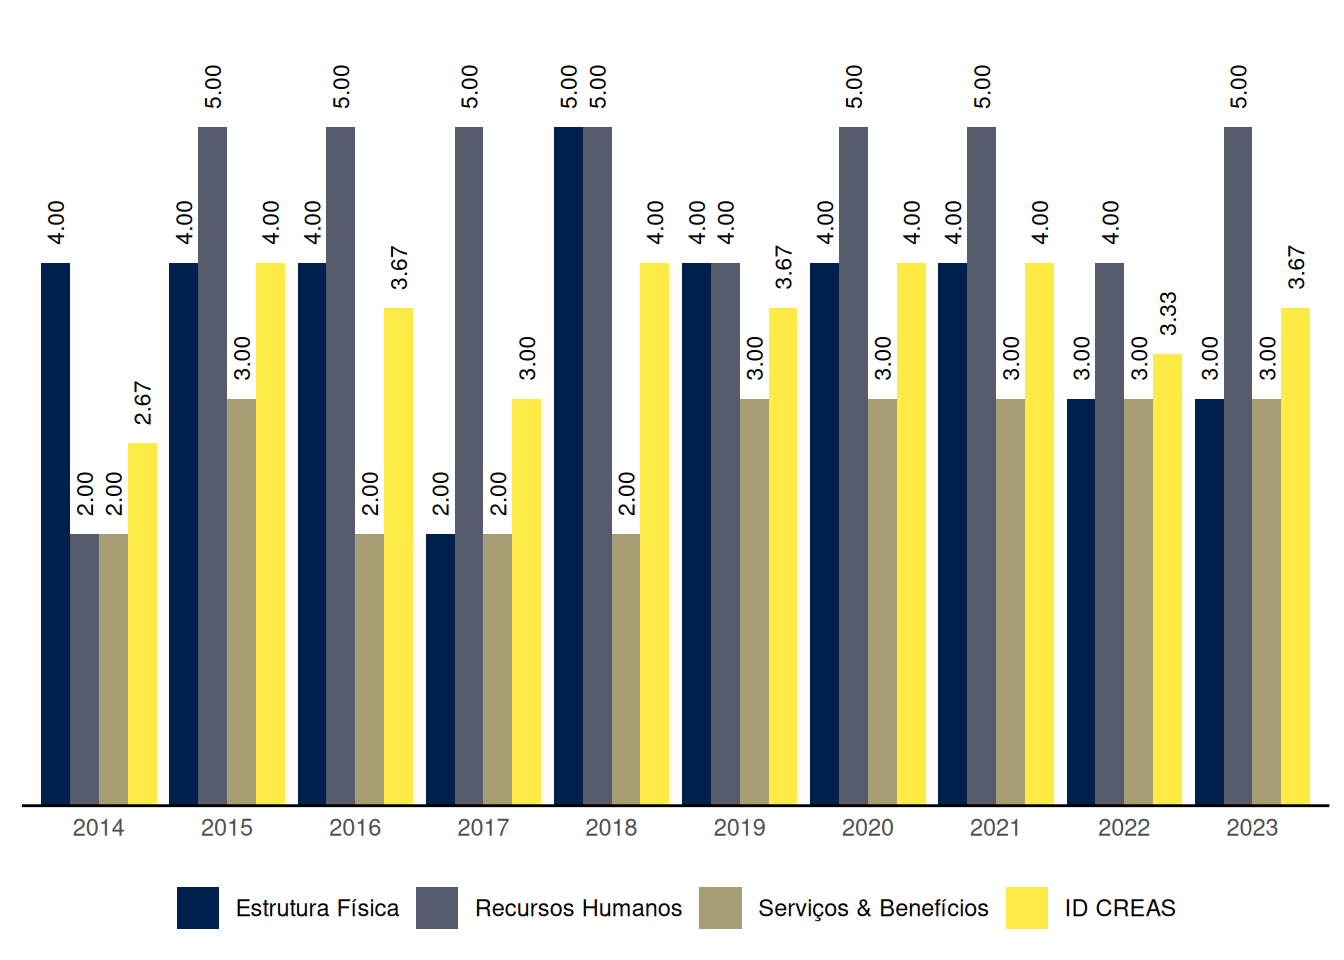 5.00 5.00 5.00 5.00 5.00 5.00 5.00 5.00
4.00 4.00 4.00 4.00 4.00 4.00 4.00 4.00 4.00 4.00 4.00 4.00
3.67 3.67 3.67
3.33
3.00 3.00 3.00 3.00 3.00 3.00 3.00 3.00 3.00
2.67
2.00 2.00 2.00 2.00 2.00 2.00
2014 2015 2016 2017 2018 2019 2020 2021 2022 2023
Estrutura Física Recursos Humanos Serviços & Benefícios ID CREAS